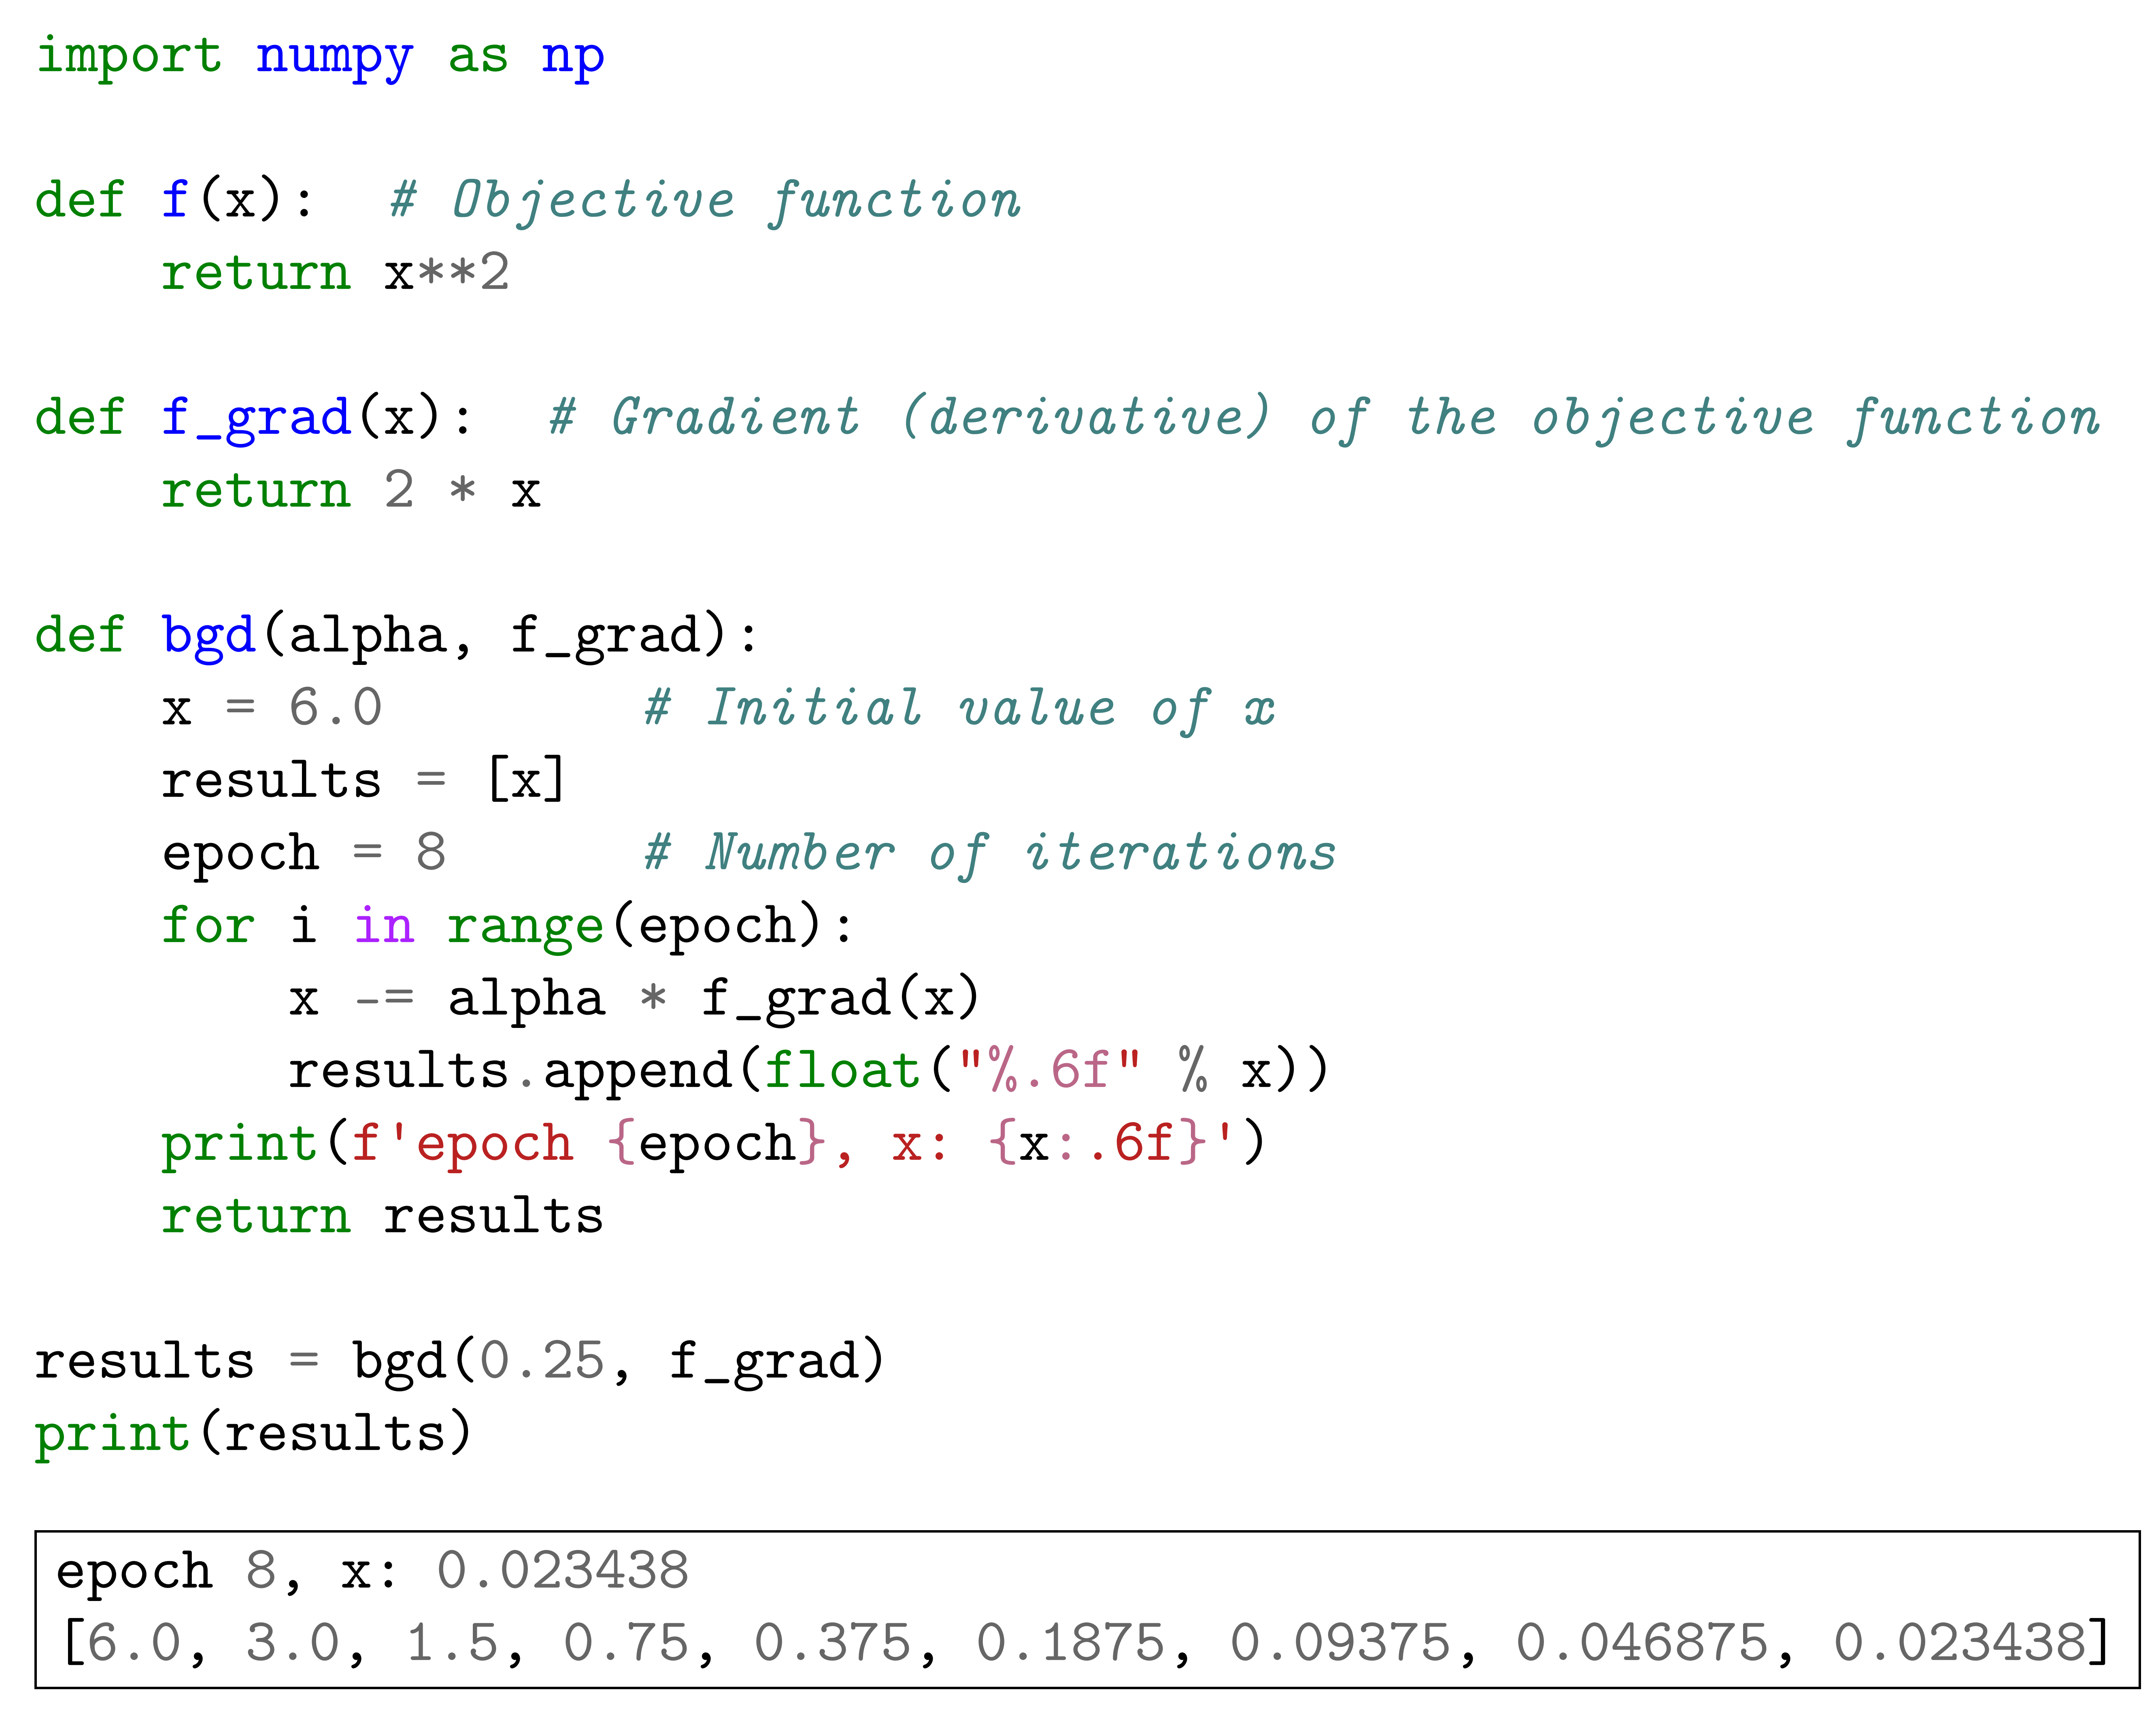 import numpy as np
def f(x):  # Objective function
    return x**2
def f_grad(x):  # Gradient (derivative) of the objective function
    return 2 * x
def bgd(alpha, f_grad):
    x = 6.0        # Initial value of x
    results = [x]
    epoch = 8      # Number of iterations
    for i in range(epoch):
        x -= alpha * f_grad(x)
        results.append(float("%.6f" % x))
    print(f'epoch {epoch}, x: {x:.6f}')
    return results
results = bgd(0.25, f_grad)
print(results)
epoch 8, x: 0.023438
[6.0, 3.0, 1.5, 0.75, 0.375, 0.1875, 0.09375, 0.046875, 0.023438]